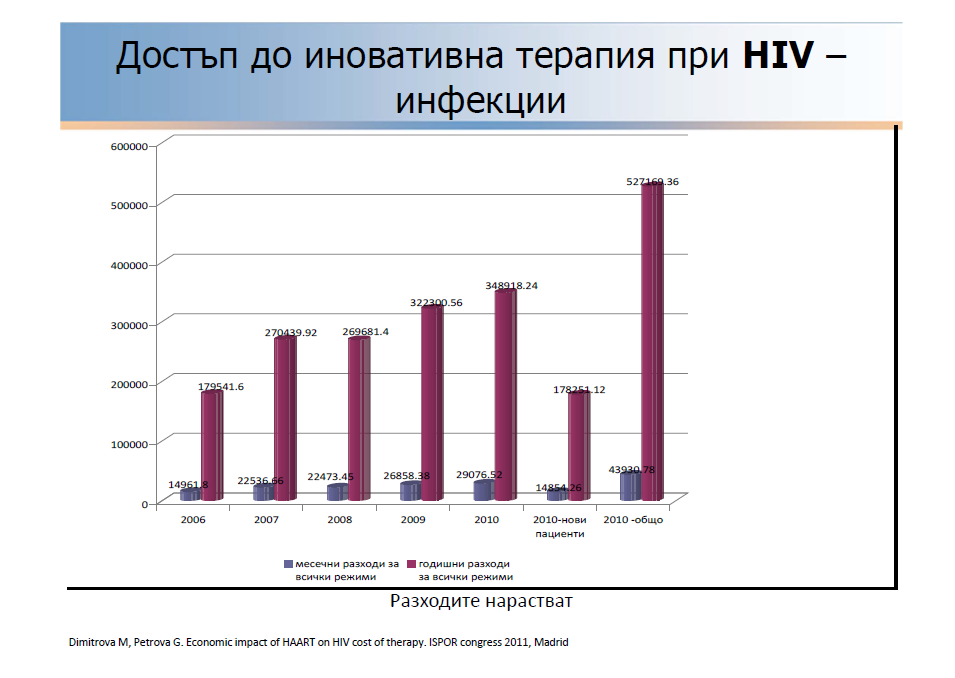 Достъп до иновативна терапия при HIV –
инфекции
600000
500000
400000
300000
200000
100000
0
179541.6
270439.92
269681.4
322300.56
348918.24
178251.12
527169.36
14961.8
22536.66
22473.45
26858.38
29076.52
14854.26
43930.78
2006
2007
2008
2009
2010
2010-нови
пациенти
2010 -общо
месечни разходи за
всички режими
годишни разходи
за всички режими
Разходите нарастват
Dimitrova M, Petrova G. Economic impact of HAART on HIV cost of therapy. ISPOR congress 2011, Madrid